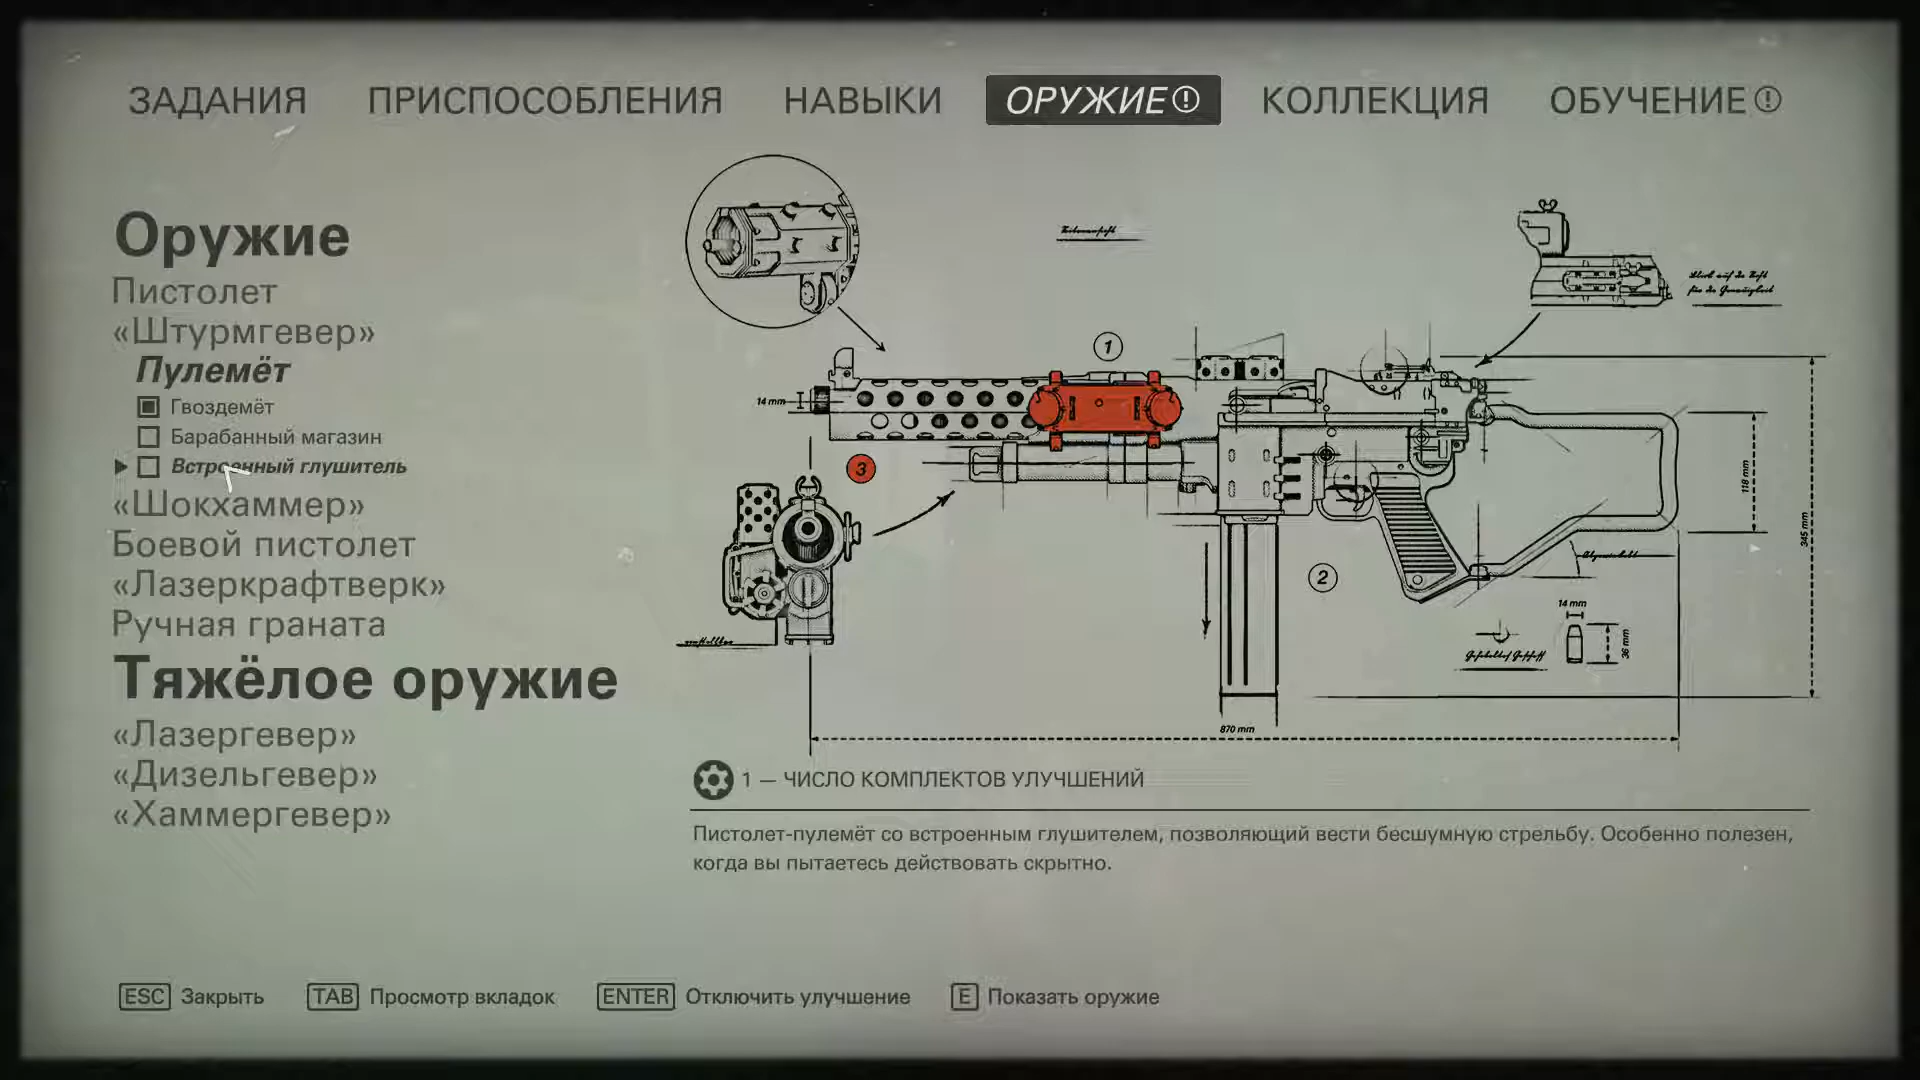 ЗАДАНИЯ ПРИСПОСОБЛЕНИЯ НАВЫКИ ОРУЖИЕ КОЛЛЕКЦИЯ ОБУЧЕНИЕ
Оружие
Пистолет
«Штурмгевер»
Пулемёт
Гвоздемёт
Барабанный магазин
Встроенный глушитель
«Шокхаммер»
Боевой пистолет
«Лазеркрафтверк»
Ручная граната
Тяжёлое оружие
«Лазергевер»
«Дизельгевер»
«Хаммергевер»
1
14 mm
3
2
118 mm
345 mm
14 mm
36 mm
870 mm
1 — ЧИСЛО КОМПЛЕКТОВ УЛУЧШЕНИЙ
Пистолет-пулемёт со встроенным глушителем, позволяющий вести бесшумную стрельбу. Особенно полезен,
когда вы пытаетесь действовать скрытно.
ESC Закрыть TAB Просмотр вкладок ENTER Отключить улучшение E Показать оружие